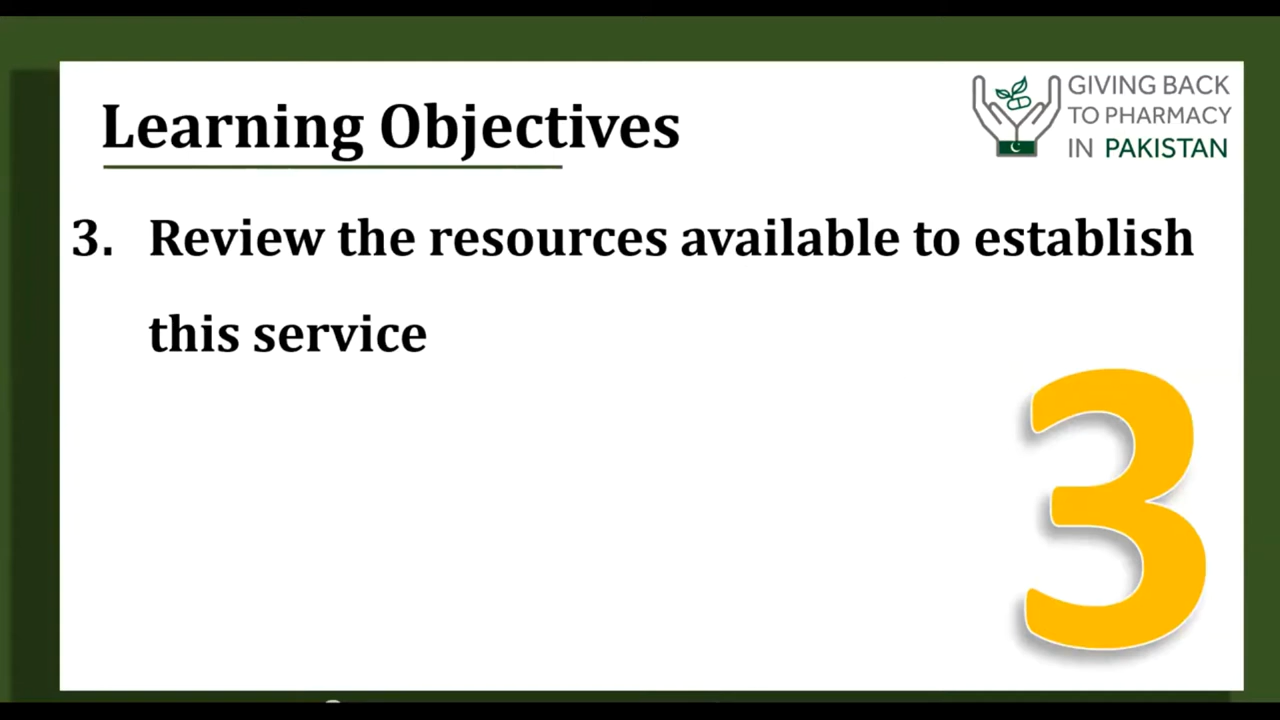 Learning Objectives
GIVING BACK
TO PHARMACY
IN PAKISTAN
3. Review the resources available to establish
this service
3